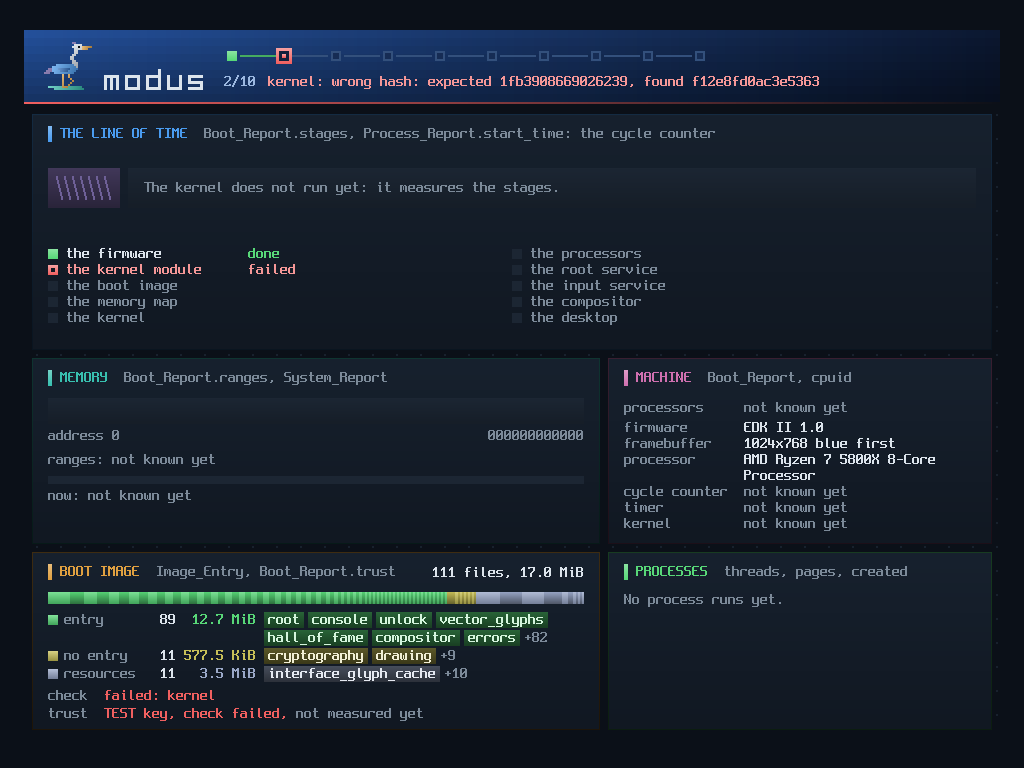 modus
2/10 kernel: wrong hash: expected 1fb3908669026239, found f12e8fd0ac3e5363
THE LINE OF TIME Boot_Report.stages, Process_Report.start_time: the cycle counter
The kernel does not run yet: it measures the stages.
the firmware done
the kernel module failed
the boot image
the memory map
the kernel
the processors
the root service
the input service
the compositor
the desktop
MEMORY Boot_Report.ranges, System_Report
address 0 000000000000
ranges: not known yet
now: not known yet
MACHINE Boot_Report, cpuid
processors not known yet
firmware EDK II 1.0
framebuffer 1024x768 blue first
processor AMD Ryzen 7 5800X 8-Core
Processor
cycle counter not known yet
timer not known yet
kernel not known yet
BOOT IMAGE Image_Entry, Boot_Report.trust 111 files, 17.0 MiB
entry 89 12.7 MiB root console unlock vector_glyphs
hall_of_fame compositor errors +82
no entry 11 577.5 KiB cryptography drawing +9
resources 11 3.5 MiB interface_glyph_cache +10
check failed: kernel
trust TEST key, check failed, not measured yet
PROCESSES threads, pages, created
No process runs yet.